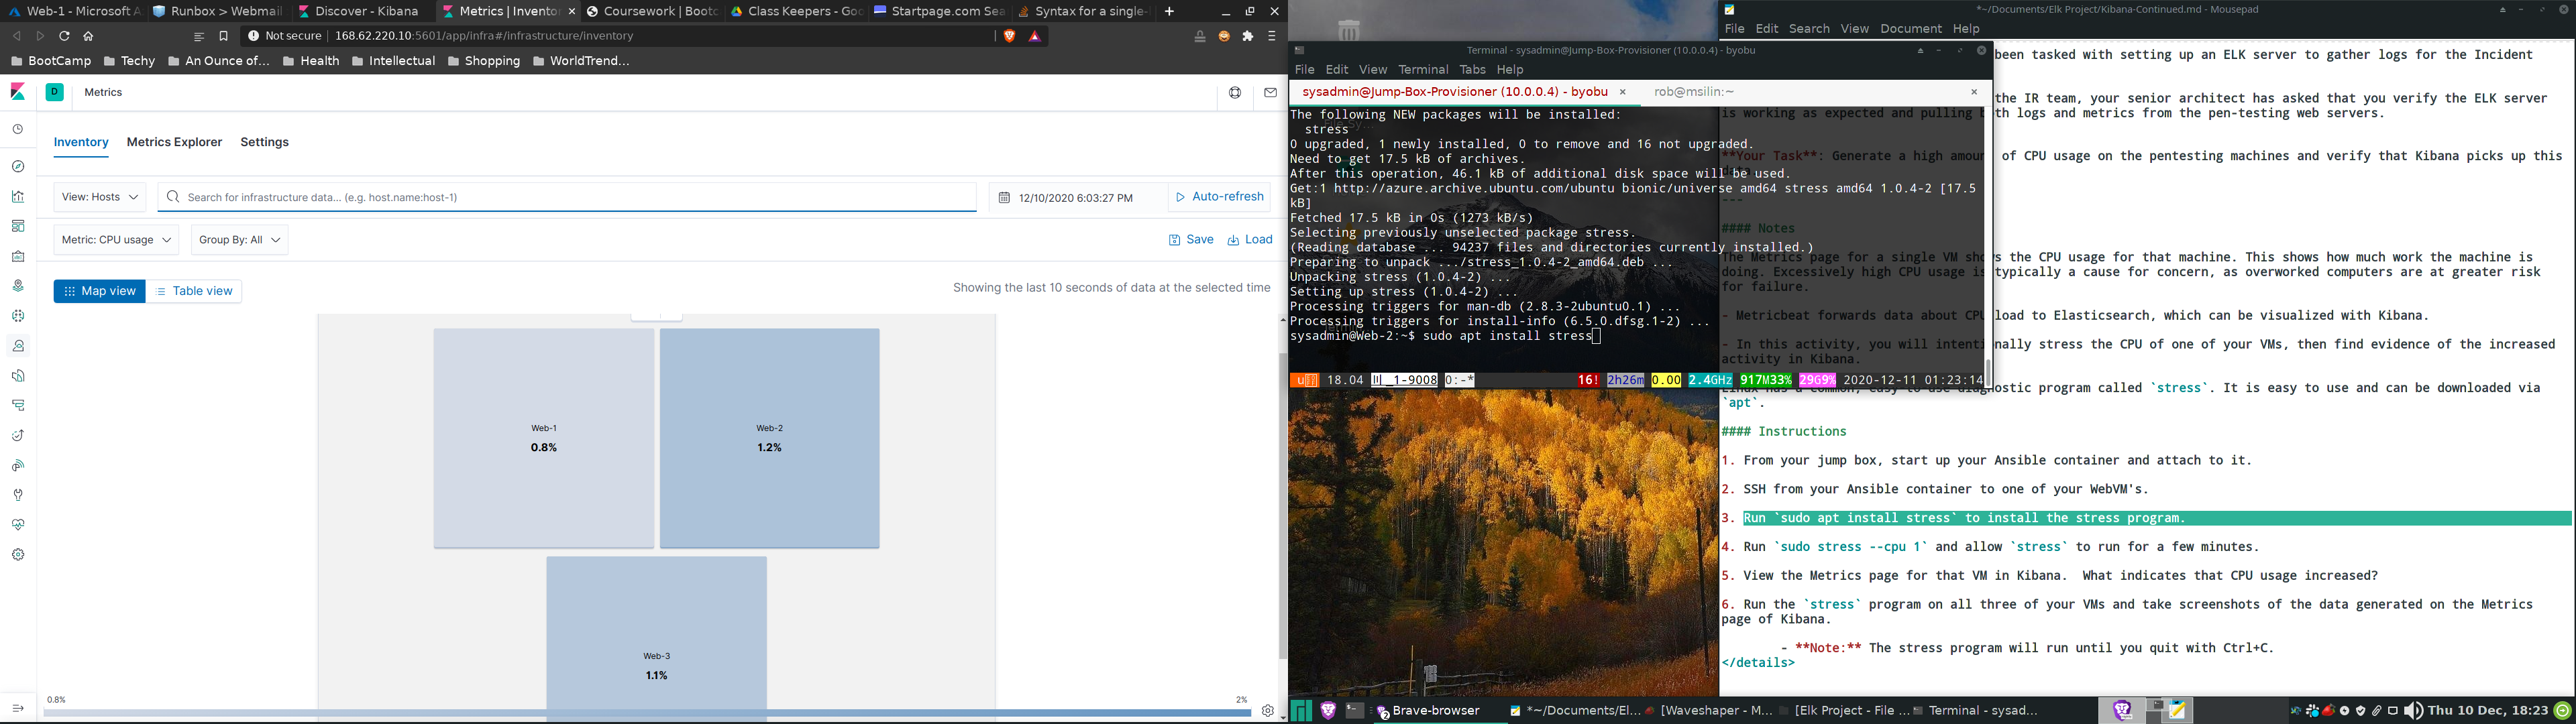 Web-1 - Microsoft A
Runbox > Webmail
Discover - Kibana
Metrics | Invento
Coursework | Bootc
Class Keepers - Goo
Startpage.com Sea
Syntax for a single-
Not secure
168.62.220.10:5601/app/infra#/infrastructure/inventory
BootCamp
Techy
An Ounce of...
Health
Intellectual
Shopping
WorldTrend...
D
Metrics
Inventory
Metrics Explorer
Settings
View: Hosts
Search for infrastructure data... (e.g. host.name:host-1)
12/10/2020 6:03:27 PM
Auto-refresh
Metric: CPU usage
Group By: All
Save
Load
Map view
Table view
Showing the last 10 seconds of data at the selected time
Web-1
0.8%
Web-2
1.2%
Web-3
1.1%
0.8%
2%
Terminal - sysadmin@Jump-Box-Provisioner (10.0.0.4) - byobu
File Edit View Terminal Tabs Help
sysadmin@Jump-Box-Provisioner (10.0.0.4) - byobu
rob@msilin:~
The following NEW packages will be installed:
stress
0 upgraded, 1 newly installed, 0 to remove and 16 not upgraded.
Need to get 17.5 kB of archives.
After this operation, 46.1 kB of additional disk space will be used.
Get:1 http://azure.archive.ubuntu.com/ubuntu bionic/universe amd64 stress amd64 1.0.4-2 [17.5
kB]
Fetched 17.5 kB in 0s (1273 kB/s)
Selecting previously unselected package stress.
(Reading database ... 94237 files and directories currently installed.)
Preparing to unpack .../stress_1.0.4-2_amd64.deb ...
Unpacking stress (1.0.4-2) ...
Setting up stress (1.0.4-2) ...
Processing triggers for man-db (2.8.3-2ubuntu0.1) ...
Processing triggers for install-info (6.5.0.dfsg.1-2) ...
sysadmin@Web-2:~$ sudo apt install stress
18.04
_1-9008
0:-*
16! 2h26m 0.00 2.4GHz 917M33% 29G9% 2020-12-11 01:23:14
*~/Documents/Elk Project/Kibana-Continued.md - Mousepad
File Edit Search View Document Help
been tasked with setting up an ELK server to gather logs for the Incident
the IR team, your senior architect has asked that you verify the ELK server
is working as expected and pulling both logs and metrics from the pen-testing web servers.
**Your Task**: Generate a high amount of CPU usage on the pentesting machines and verify that Kibana picks up this
---
#### Notes
The Metrics page for a single VM shows the CPU usage for that machine. This shows how much work the machine is
doing. Excessively high CPU usage is typically a cause for concern, as overworked computers are at greater risk
for failure.
- Metricbeat forwards data about CPU load to Elasticsearch, which can be visualized with Kibana.
- In this activity, you will intentionally stress the CPU of one of your VMs, then find evidence of the increased
activity in Kibana.
Linux has a common, easy to use diagnostic program called `stress`. It is easy to use and can be downloaded via
`apt`.
#### Instructions
1. From your jump box, start up your Ansible container and attach to it.
2. SSH from your Ansible container to one of your WebVM's.
3. Run `sudo apt install stress` to install the stress program.
4. Run `sudo stress --cpu 1` and allow `stress` to run for a few minutes.
5. View the Metrics page for that VM in Kibana. What indicates that CPU usage increased?
6. Run the `stress` program on all three of your VMs and take screenshots of the data generated on the Metrics
page of Kibana.
- **Note:** The stress program will run until you quit with Ctrl+C.
</details>
Brave-browser
*~/Documents/El...
[Waveshaper - M...
[Elk Project - File ...
Terminal - sysad...
Thu 10 Dec, 18:23